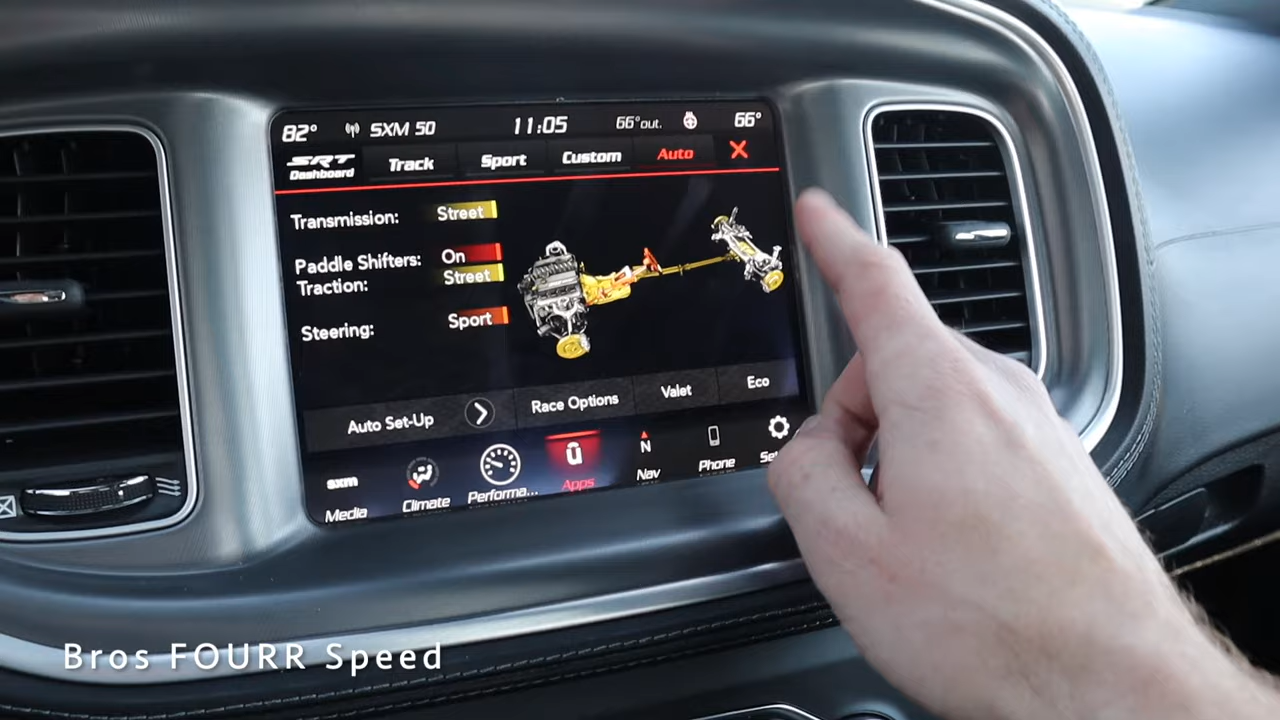 82° SXM 50 11:05 66°out. 66°
SRT Dashboard Track Sport Custom Auto X
Transmission: Street
Paddle Shifters: On
Traction: Street
Steering: Sport
Auto Set-Up > Race Options Valet Eco
sxm
Media Climate Performa... Apps N Nav Phone
Bros FOURR Speed